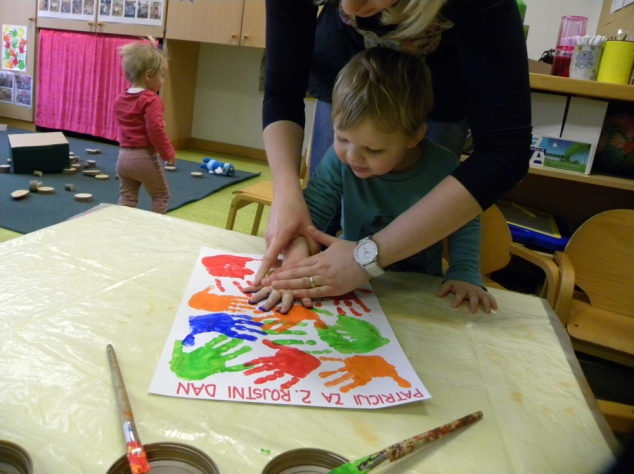 PATRICIJI ZA 2. ROJSTNI DAN